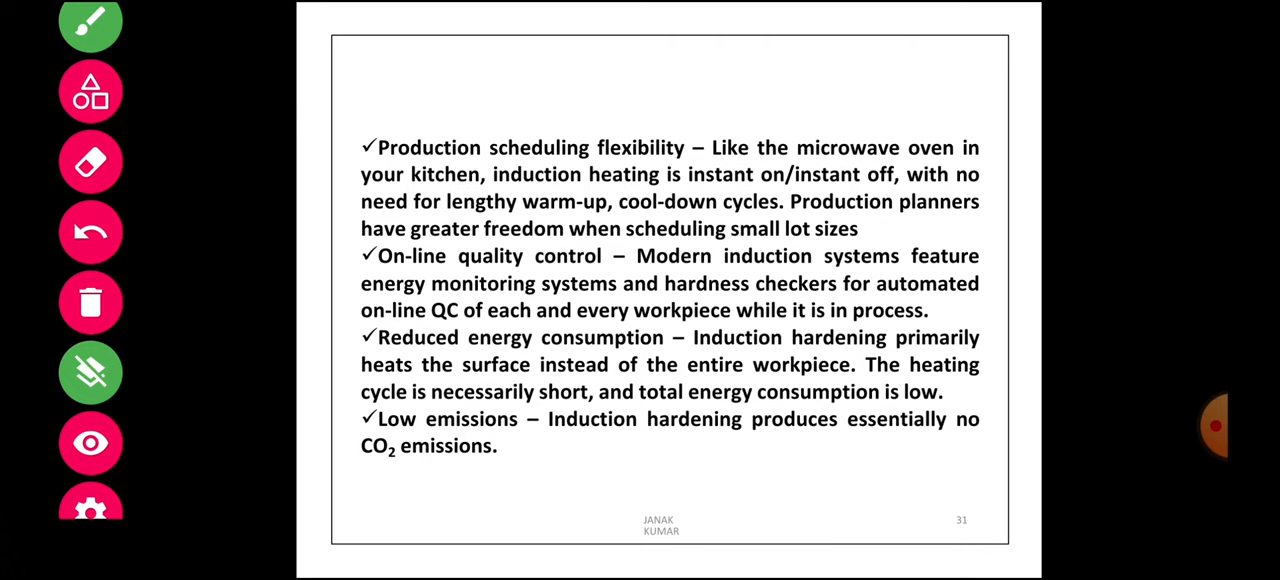 ✓Production scheduling flexibility – Like the microwave oven in
your kitchen, induction heating is instant on/instant off, with no
need for lengthy warm-up, cool-down cycles. Production planners
have greater freedom when scheduling small lot sizes
✓On-line quality control – Modern induction systems feature
energy monitoring systems and hardness checkers for automated
on-line QC of each and every workpiece while it is in process.
✓Reduced energy consumption – Induction hardening primarily
heats the surface instead of the entire workpiece. The heating
cycle is necessarily short, and total energy consumption is low.
✓Low emissions – Induction hardening produces essentially no
CO₂ emissions.
JANAK
KUMAR
31